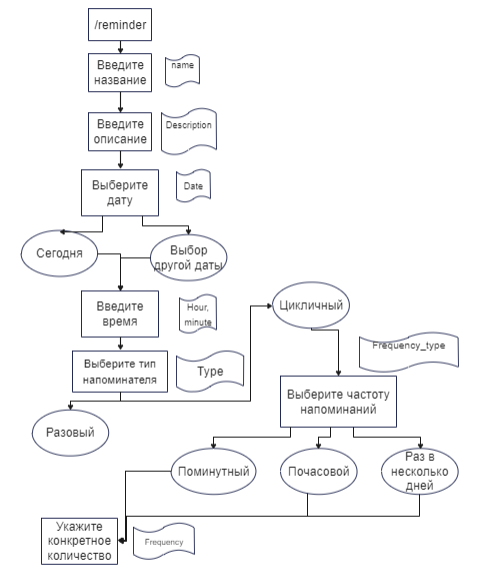 /reminder
Введите
название
name
Введите
описание
Description
Выберите
дату
Date
Сегодня
Выбор
другой даты
Введите
время
Hour,
minute
Цикличный
Выберите тип
напоминателя
Type
Frequency_type
Разовый
Выберите частоту
напоминаний
Поминутный
Почасовой
Раз в
несколько
дней
Укажите
конкретное
количество
Frequency